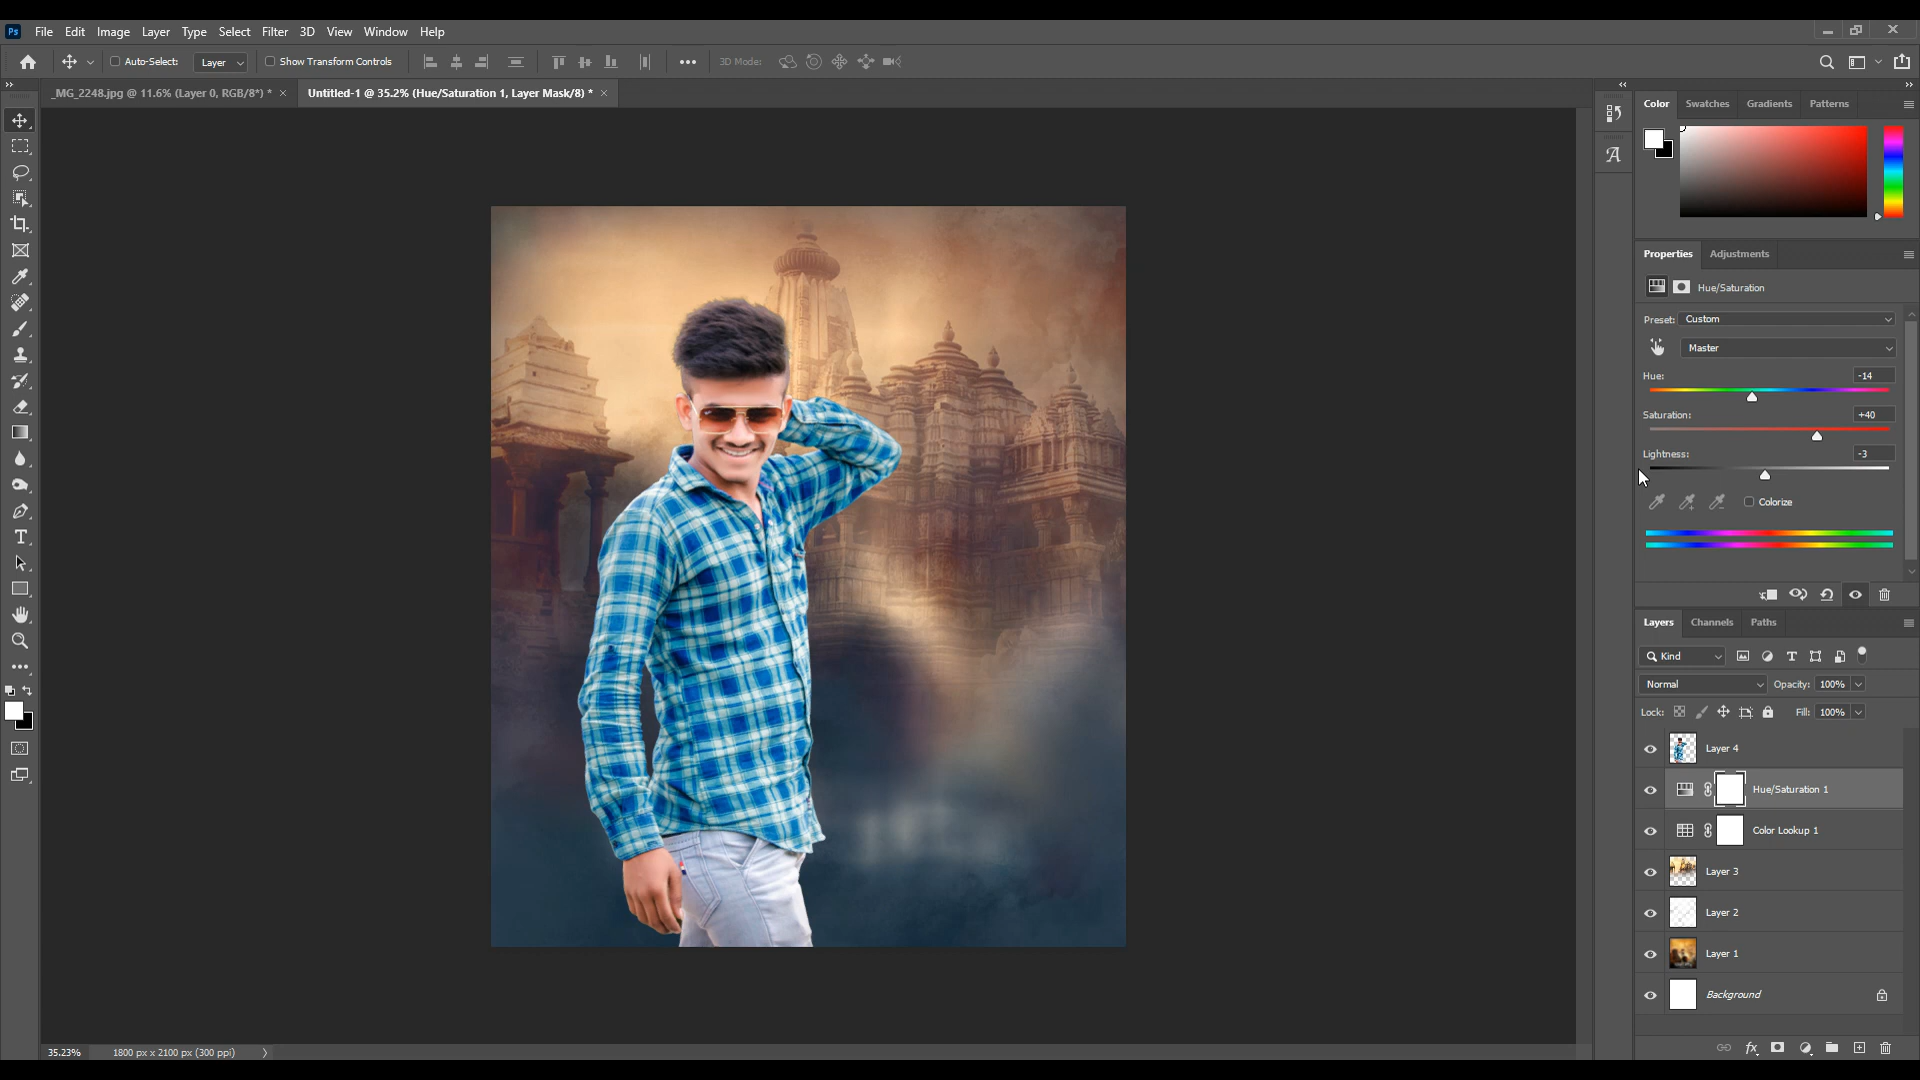 Ps File Edit Image Layer Type Select Filter 3D View Window Help
Auto-Select: Layer Show Transform Controls 3D Mode:
_MG_2248.jpg @ 11.6% (Layer 0, RGB/8*) * × Untitled-1 @ 35.2% (Hue/Saturation 1, Layer Mask/8) * ×
Color Swatches Gradients Patterns
Properties Adjustments
Hue/Saturation
Preset: Custom
Master
Hue: -14
Saturation: +40
Lightness: -3
Colorize
Layers Channels Paths
Kind
Normal Opacity: 100%
Lock: Fill: 100%
Layer 4
Hue/Saturation 1
Color Lookup 1
Layer 3
Layer 2
Layer 1
Background
35.23% 1800 px x 2100 px (300 ppi)